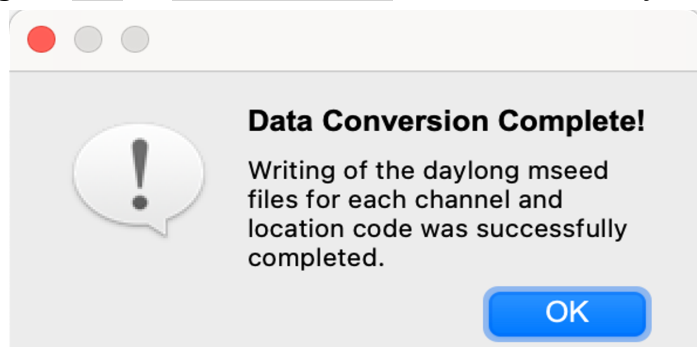 Data Conversion Complete!
Writing of the daylong mseed
files for each channel and
location code was successfully
completed.
OK